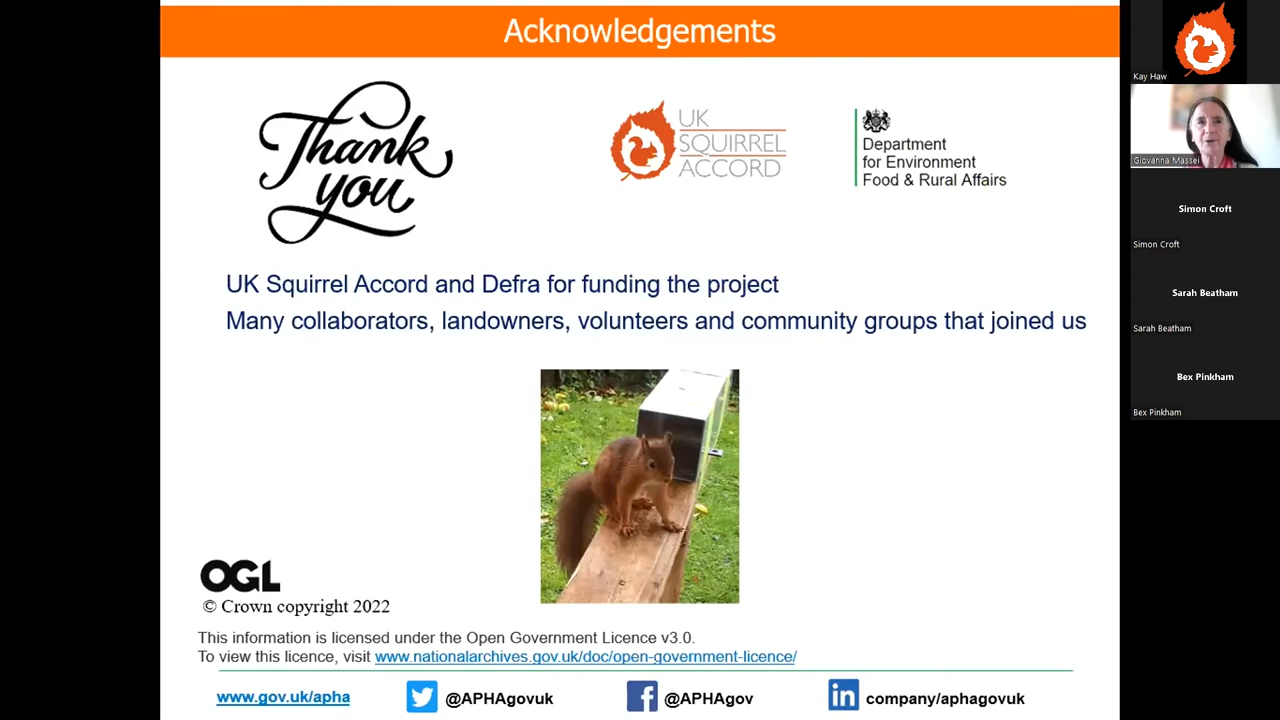 Acknowledgements
Thank
you
UK
SQUIRREL
ACCORD
Department
for Environment
Food & Rural Affairs
UK Squirrel Accord and Defra for funding the project
Many collaborators, landowners, volunteers and community groups that joined us
OGL
© Crown copyright 2022
This information is licensed under the Open Government Licence v3.0.
To view this licence, visit www.nationalarchives.gov.uk/doc/open-government-licence/
www.gov.uk/apha @APHAgovuk @APHAgov in company/aphagovuk
Kay Haw
Giovanna Massei
Simon Croft
Simon Croft
Sarah Beatham
Sarah Beatham
Bex Pinkham
Bex Pinkham